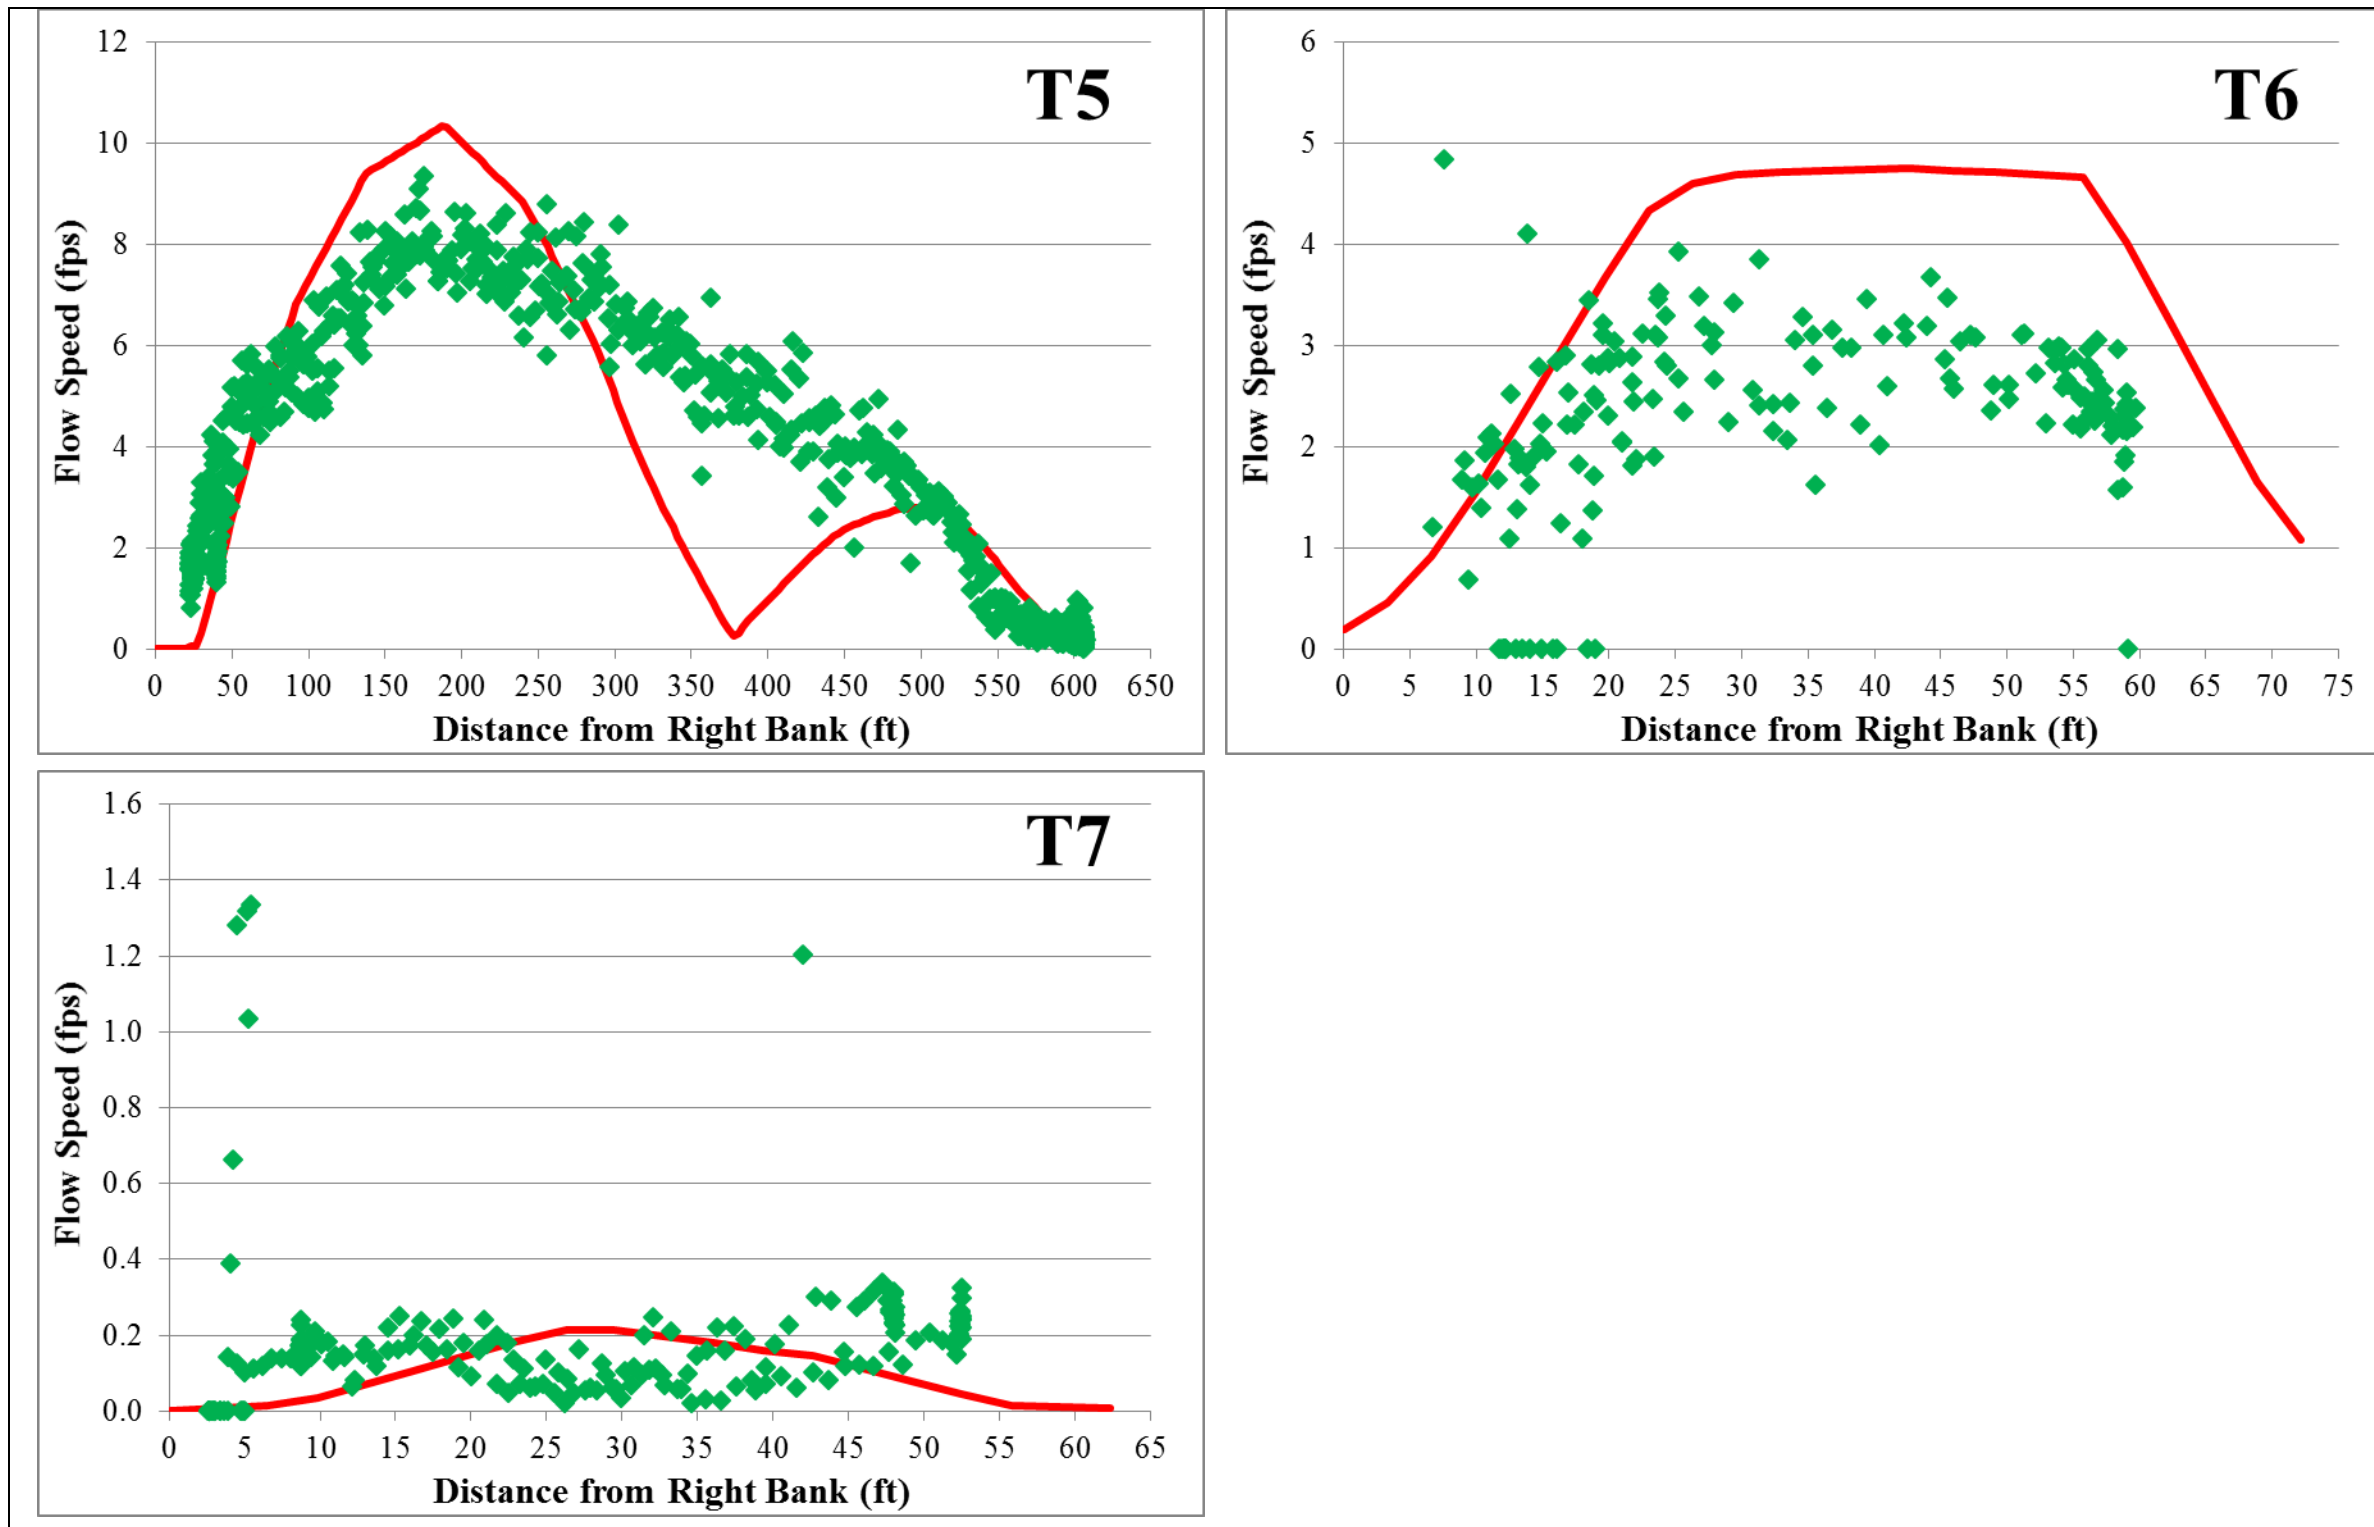 T5
12
10
8
6
4
2
0
Flow Speed (fps)
0 50 100 150 200 250 300 350 400 450 500 550 600 650
Distance from Right Bank (ft)
T6
6
5
4
3
2
1
0
Flow Speed (fps)
0 5 10 15 20 25 30 35 40 45 50 55 60 65 70 75
Distance from Right Bank (ft)
T7
1.6
1.4
1.2
1.0
0.8
0.6
0.4
0.2
0.0
Flow Speed (fps)
0 5 10 15 20 25 30 35 40 45 50 55 60 65
Distance from Right Bank (ft)